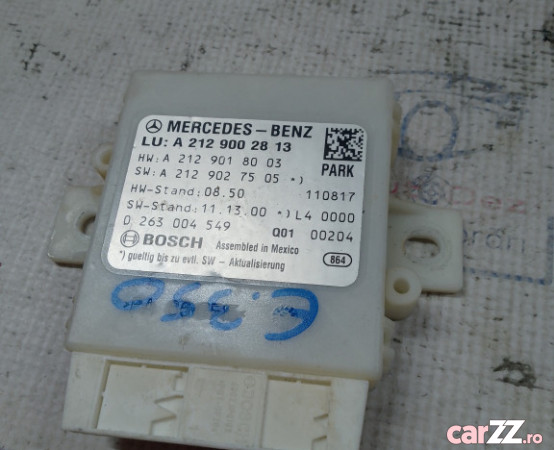 MERCEDES-BENZ
LU: A 212 900 28 13
HW: A 212 901 80 03
PARK
SW: A 212 902 75 05 *)
HW-Stand: 08.50 110817
SW-Stand: 11.13.00 *) L4 0000
0 263 004 549 Q01 00204
BOSCH Assembled in Mexico
*) gueltig bis zu evtl. SW - Aktualisierung 864
E.350
carZZ.ro